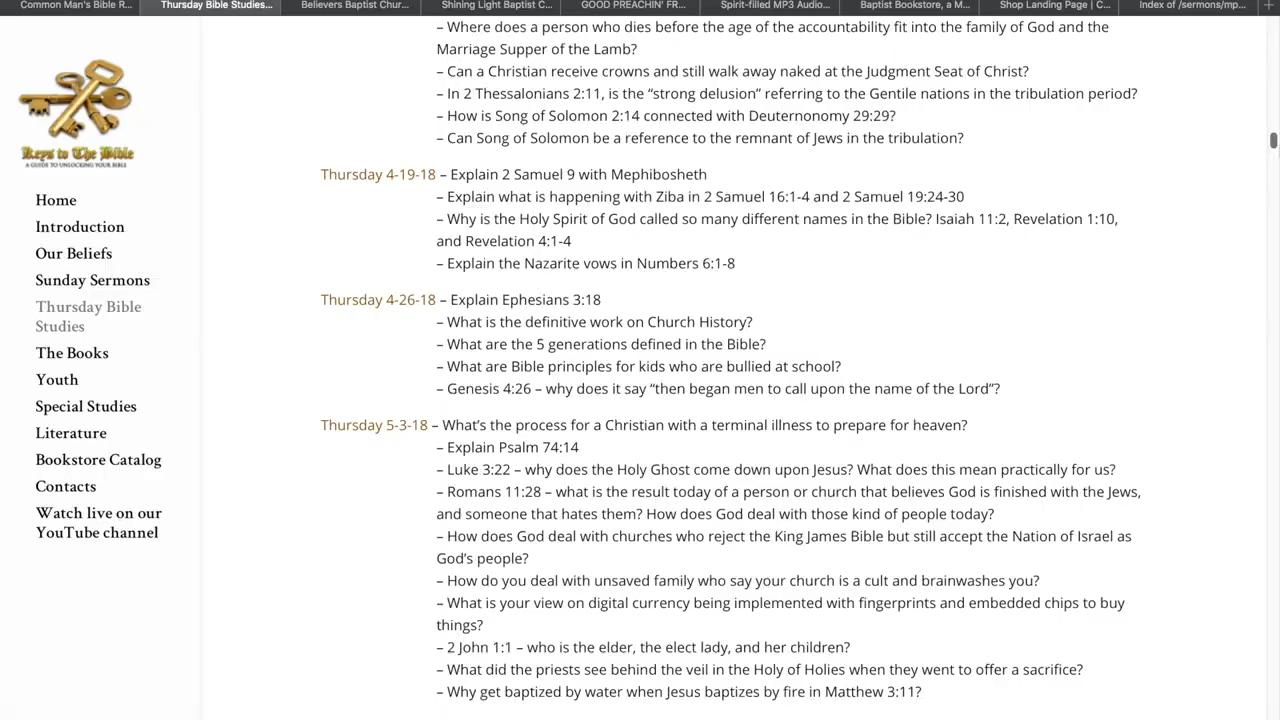 Common Man's Bible R...
Thursday Bible Studies...
Believers Baptist Chur...
Shining Light Baptist C...
GOOD PREACHIN' FR...
Spirit-filled MP3 Audio...
Baptist Bookstore, a M...
Shop Landing Page | C...
Index of /sermons/mp...
Keys to The Bible
A GUIDE TO UNLOCKING YOUR BIBLE
Home
Introduction
Our Beliefs
Sunday Sermons
Thursday Bible
Studies
The Books
Youth
Special Studies
Literature
Bookstore Catalog
Contacts
Watch live on our
YouTube channel
– Where does a person who dies before the age of the accountability fit into the family of God and the
Marriage Supper of the Lamb?
– Can a Christian receive crowns and still walk away naked at the Judgment Seat of Christ?
– In 2 Thessalonians 2:11, is the “strong delusion” referring to the Gentile nations in the tribulation period?
– How is Song of Solomon 2:14 connected with Deuternonomy 29:29?
– Can Song of Solomon be a reference to the remnant of Jews in the tribulation?
Thursday 4-19-18 – Explain 2 Samuel 9 with Mephibosheth
– Explain what is happening with Ziba in 2 Samuel 16:1-4 and 2 Samuel 19:24-30
– Why is the Holy Spirit of God called so many different names in the Bible? Isaiah 11:2, Revelation 1:10,
and Revelation 4:1-4
– Explain the Nazarite vows in Numbers 6:1-8
Thursday 4-26-18 – Explain Ephesians 3:18
– What is the definitive work on Church History?
– What are the 5 generations defined in the Bible?
– What are Bible principles for kids who are bullied at school?
– Genesis 4:26 – why does it say “then began men to call upon the name of the Lord”?
Thursday 5-3-18 – What’s the process for a Christian with a terminal illness to prepare for heaven?
– Explain Psalm 74:14
– Luke 3:22 – why does the Holy Ghost come down upon Jesus? What does this mean practically for us?
– Romans 11:28 – what is the result today of a person or church that believes God is finished with the Jews,
and someone that hates them? How does God deal with those kind of people today?
– How does God deal with churches who reject the King James Bible but still accept the Nation of Israel as
God’s people?
– How do you deal with unsaved family who say your church is a cult and brainwashes you?
– What is your view on digital currency being implemented with fingerprints and embedded chips to buy
things?
– 2 John 1:1 – who is the elder, the elect lady, and her children?
– What did the priests see behind the veil in the Holy of Holies when they went to offer a sacrifice?
– Why get baptized by water when Jesus baptizes by fire in Matthew 3:11?